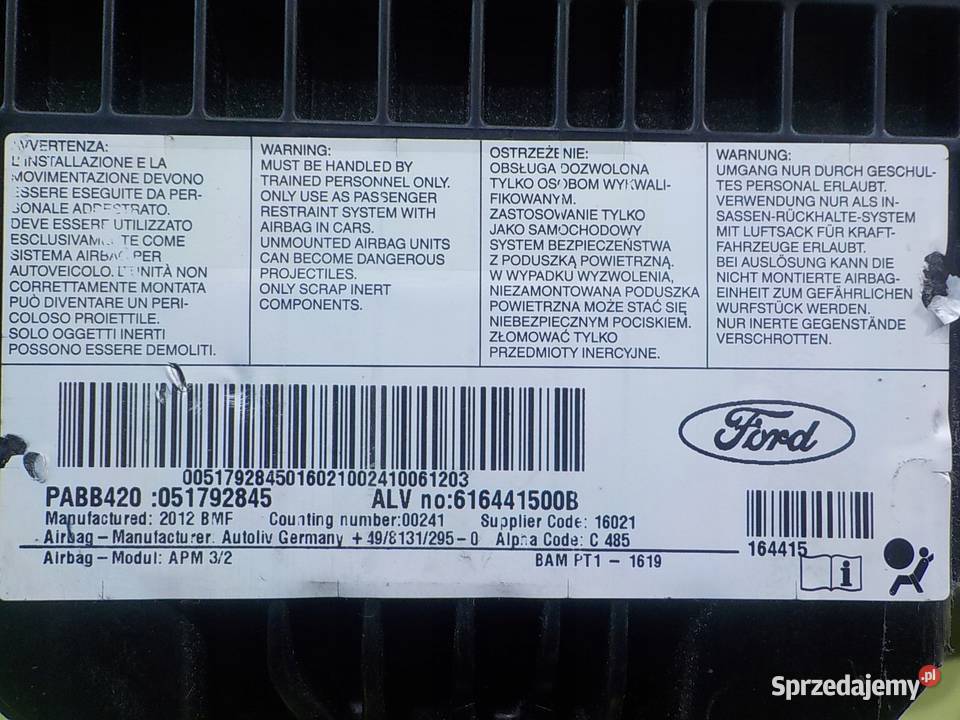 AVVERTENZA:
L'INSTALLAZIONE E LA
MOVIMENTAZIONE DEVONO
ESSERE ESEGUITE DA PER-
SONALE ADDESTRATO.
DEVE ESSERE UTILIZZATO
ESCLUSIVAMENTE COME
SISTEMA AIRBAG PER
AUTOVEICOLO. L'UNITÀ NON
CORRETTAMENTE MONTATA
PUÒ DIVENTARE UN PERI-
COLOSO PROIETTILE.
SOLO OGGETTI INERTI
POSSONO ESSERE DEMOLITI.
WARNING:
MUST BE HANDLED BY
TRAINED PERSONNEL ONLY.
ONLY USE AS PASSENGER
RESTRAINT SYSTEM WITH
AIRBAG IN CARS.
UNMOUNTED AIRBAG UNITS
CAN BECOME DANGEROUS
PROJECTILES.
ONLY SCRAP INERT
COMPONENTS.
OSTRZEŻENIE:
OBSŁUGA DOZWOLONA
TYLKO OSOBOM WYKWALI-
FIKOWANYM.
ZASTOSOWANIE TYLKO
JAKO SAMOCHODOWY
SYSTEM BEZPIECZEŃSTWA
Z PODUSZKĄ POWIETRZNĄ.
W WYPADKU WYZWOLENIA,
NIEZAMONTOWANA PODUSZKA
POWIETRZNA MOŻE STAĆ SIĘ
NIEBEZPIECZNYM POCISKIEM.
ZŁOMOWAĆ TYLKO
PRZEDMIOTY INERCYJNE.
WARNUNG:
UMGANG NUR DURCH GESCHUL-
TES PERSONAL ERLAUBT.
VERWENDUNG NUR ALS IN-
SASSEN-RÜCKHALTE-SYSTEM
MIT LUFTSACK FÜR KRAFT-
FAHRZEUGE ERLAUBT.
BEI AUSLÖSUNG KANN DIE
NICHT MONTIERTE AIRBAG-
EINHEIT ZUM GEFÄHRLICHEN
WURFSTÜCK WERDEN.
NUR INERTE GEGENSTÄNDE
VERSCHROTTEN.
Ford
0051792845016021002410061203
PABB420 :051792845 ALV no:616441500B
Manufactured: 2012 BMF Counting number:00241 Supplier Code: 16021
Airbag-Manufacturer. Autoliv Germany +49/8131/295-0 Alpha Code: C 485
Airbag-Modul: APM 3/2 BAM PT1 - 1619
164415
i
Sprzedajemy.pl